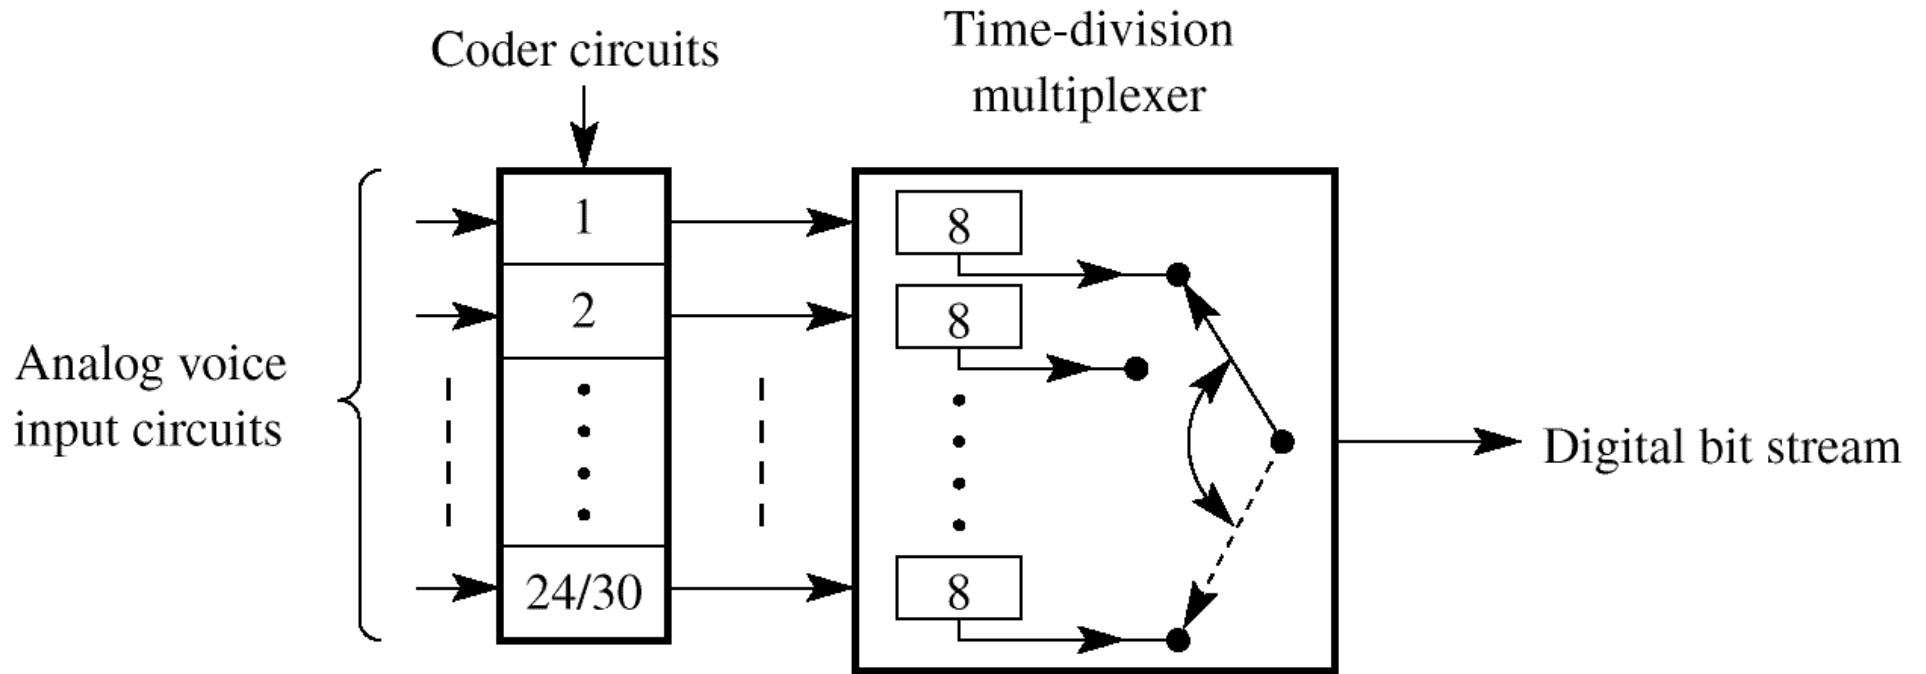 Coder circuits
Time-division
multiplexer
1
2
24/30
8
8
8
Analog voice
input circuits
Digital bit stream